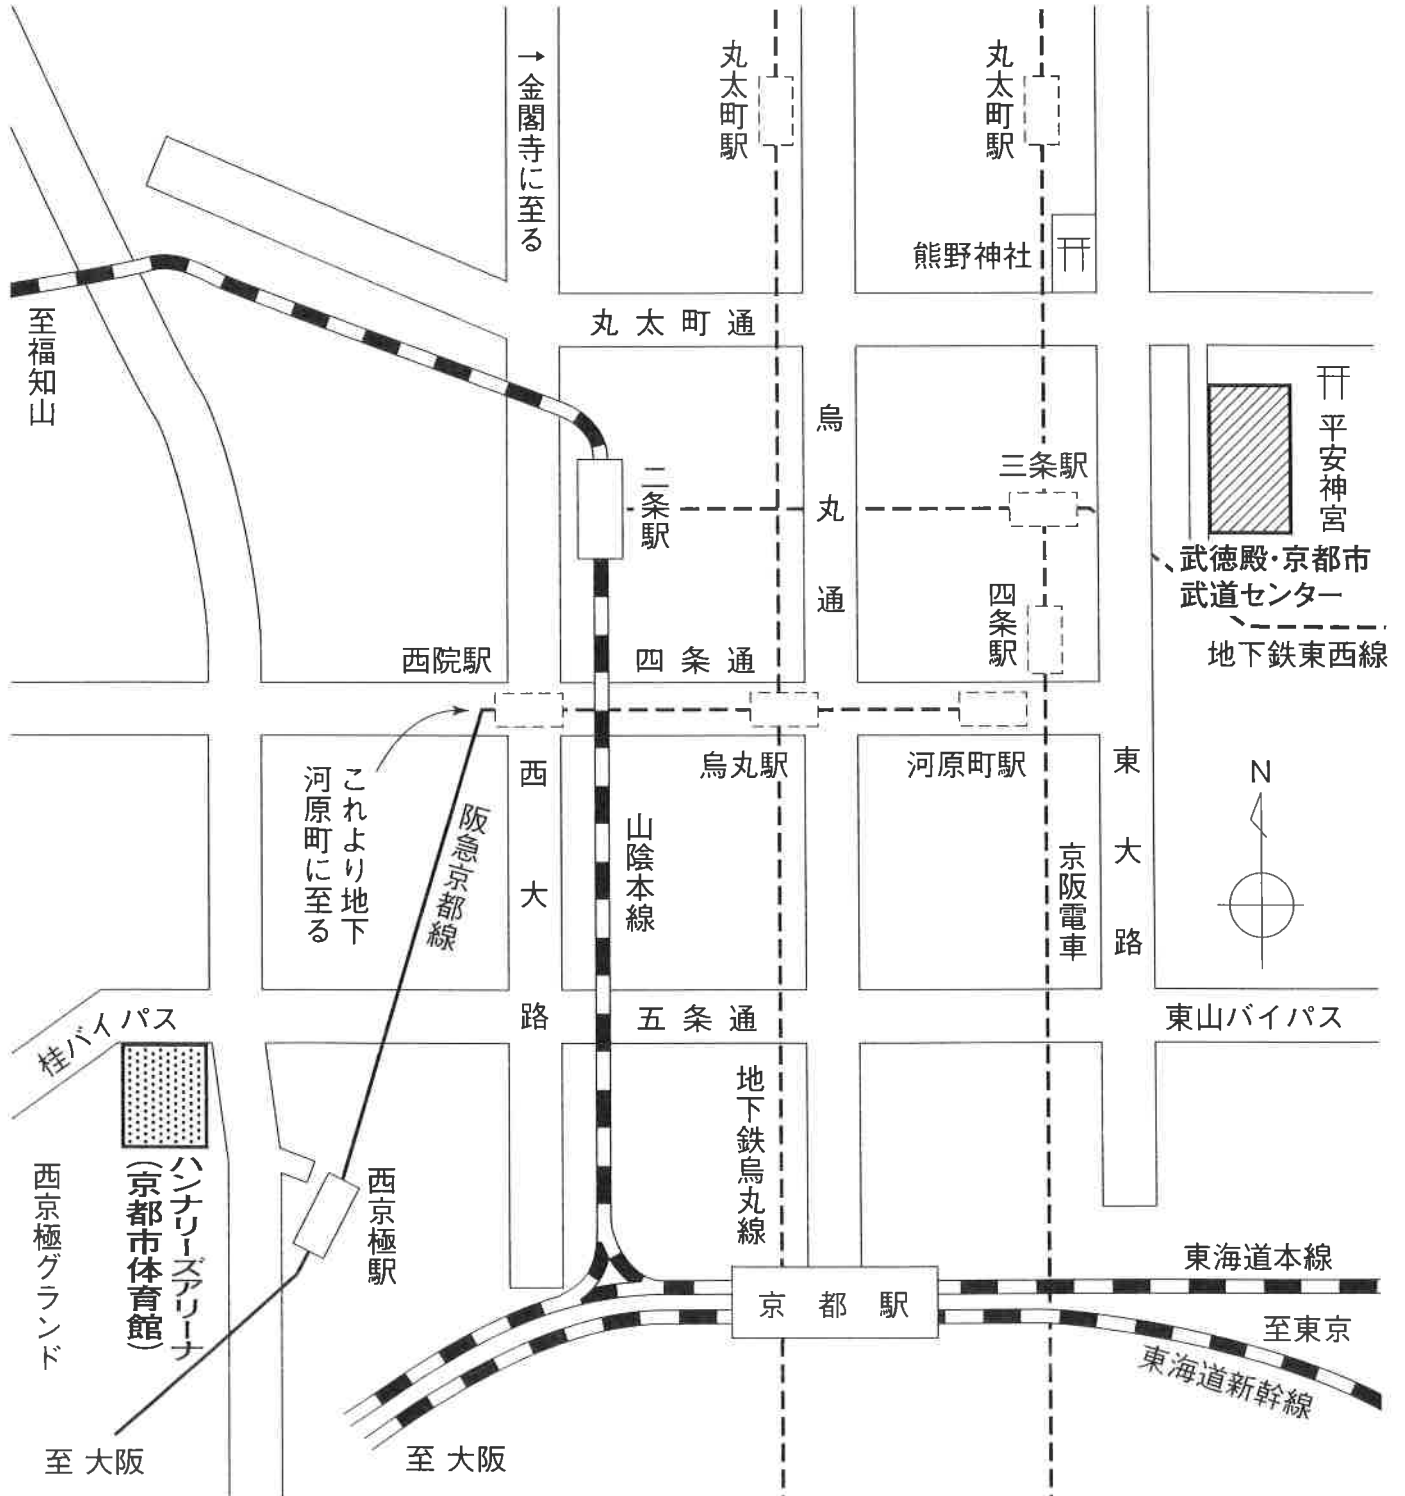 →金閣寺に至る
丸太町駅
丸太町駅
熊野神社
丸太町通
至福知山
平安神宮
烏丸通
三条駅
二条駅
武徳殿・京都市
武道センター
四条駅
地下鉄東西線
西院駅
四条通
烏丸駅
河原町駅
これより地下
河原町に至る
阪急京都線
西大路
山陰本線
京阪電車
東大路
N
桂バイパス
五条通
東山バイパス
地下鉄烏丸線
西京極グランド
ハンナリーズアリーナ
(京都市体育館)
西京極駅
京都駅
東海道本線
至東京
東海道新幹線
至 大阪
至 大阪